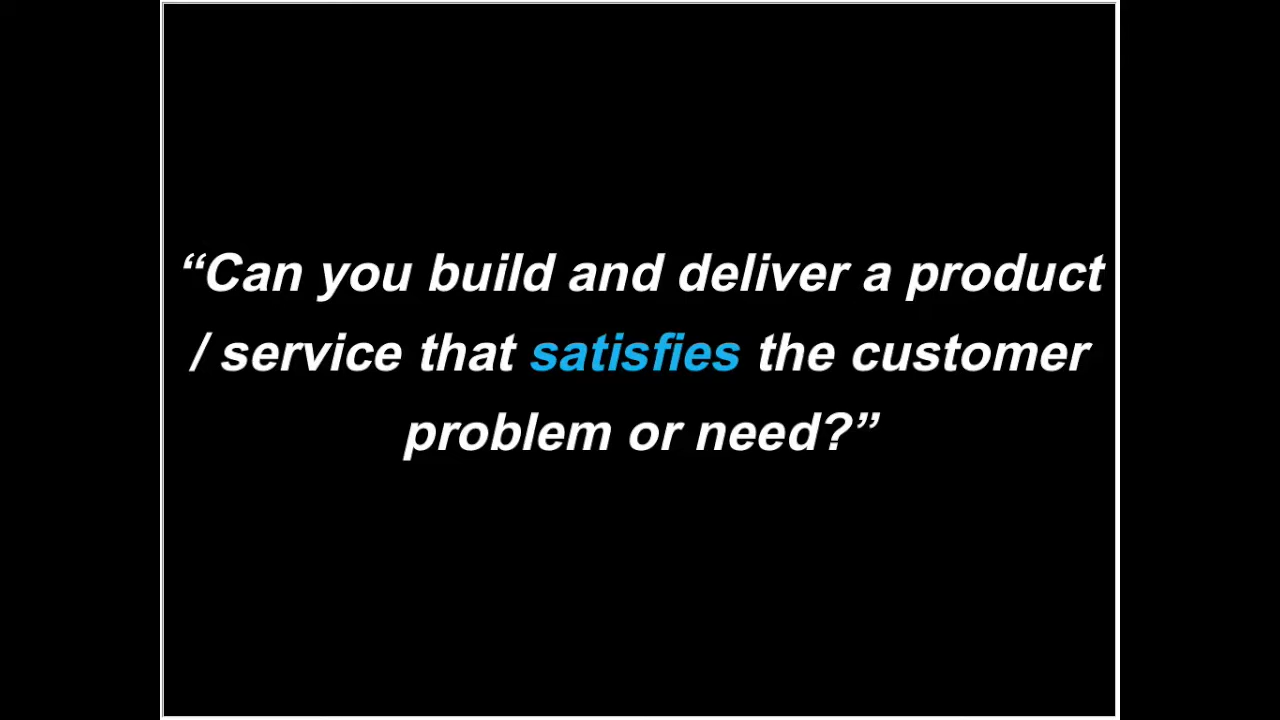 “Can you build and deliver a product
/ service that satisfies the customer
problem or need?”